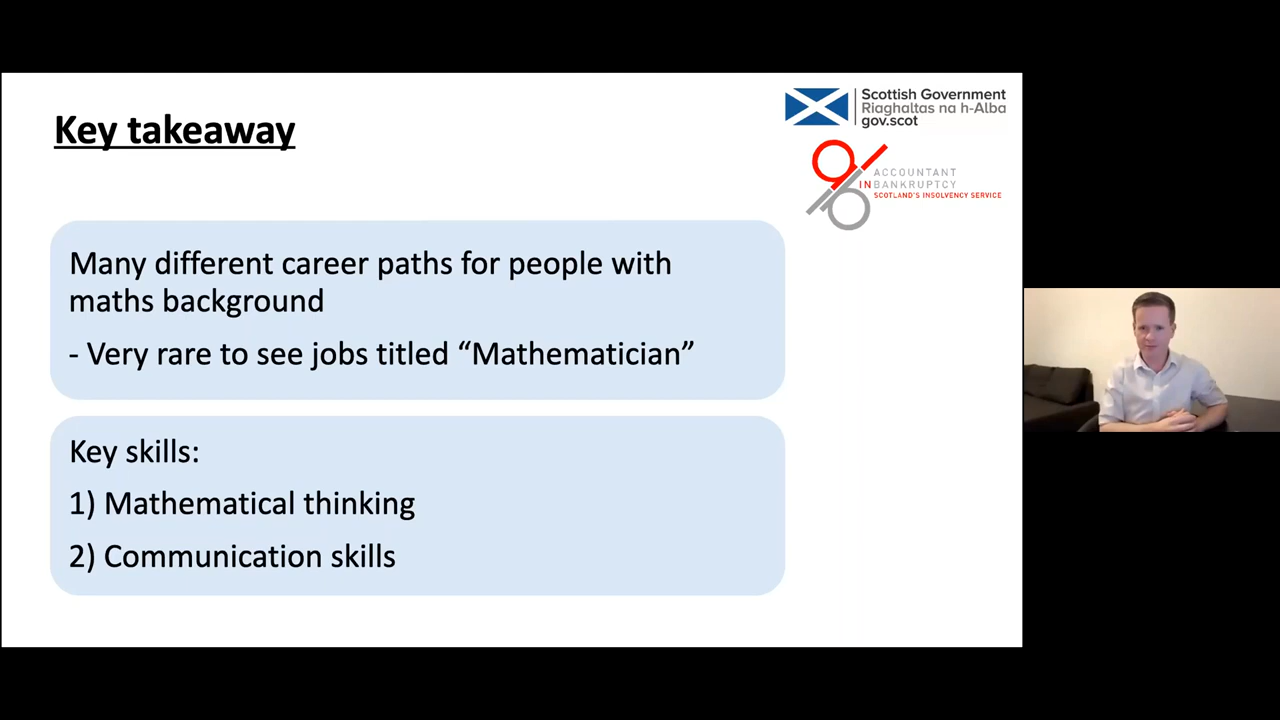 Key takeaway
Scottish Government
Riaghaltas na h-Alba
gov.scot
ACCOUNTANT
IN BANKRUPTCY
SCOTLAND'S INSOLVENCY SERVICE
Many different career paths for people with
maths background
- Very rare to see jobs titled “Mathematician”
Key skills:
1) Mathematical thinking
2) Communication skills